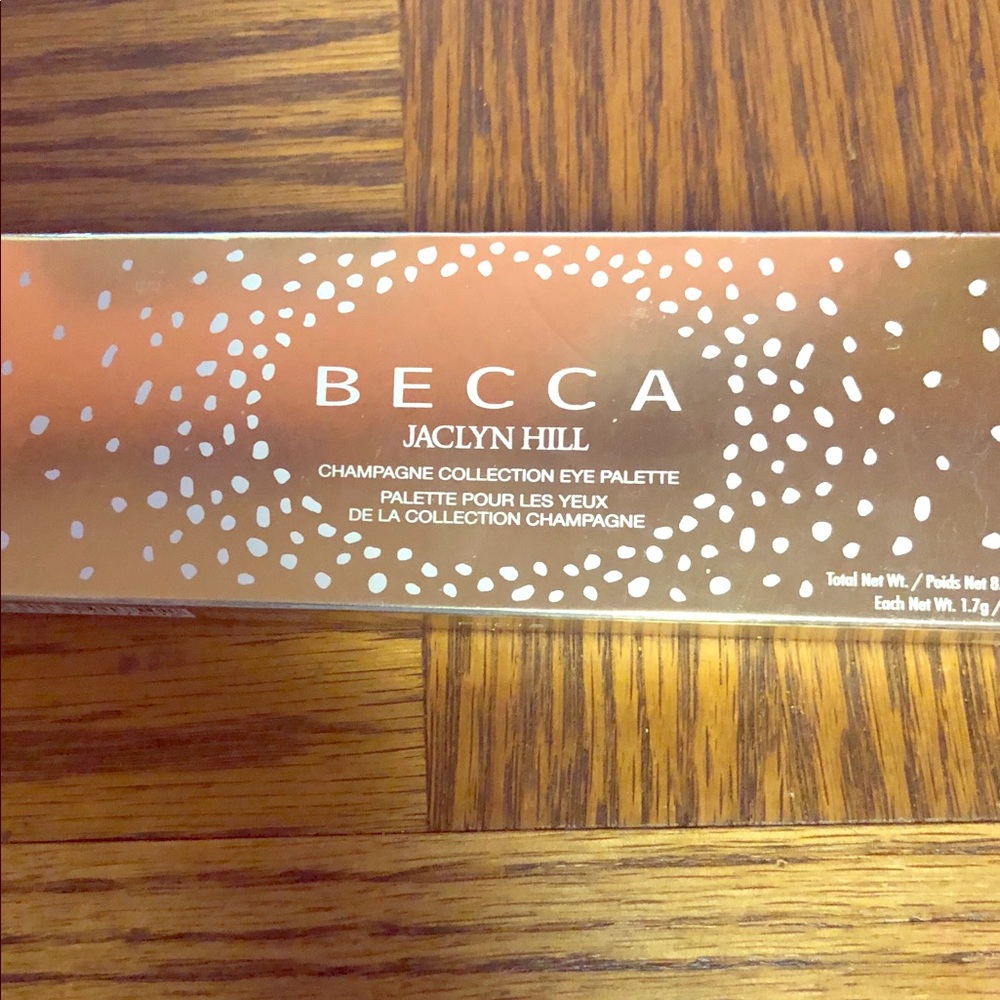 BECCA
JACLYN HILL
CHAMPAGNE COLLECTION EYE PALETTE
PALETTE POUR LES YEUX
DE LA COLLECTION CHAMPAGNE
Total Net Wt. / Poids Net 8.
Each Net Wt. 1.7g /